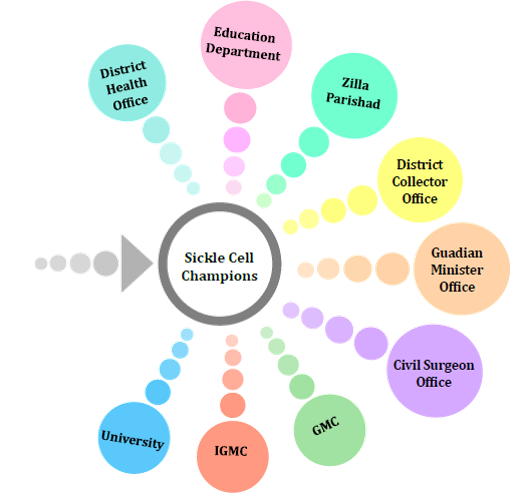 Education
Department
District
Health
Office
Zilla
Parishad
District
Collector
Office
Guadian
Minister
Office
Sickle Cell
Champions
Civil Surgeon
Office
GMC
IGMC
University